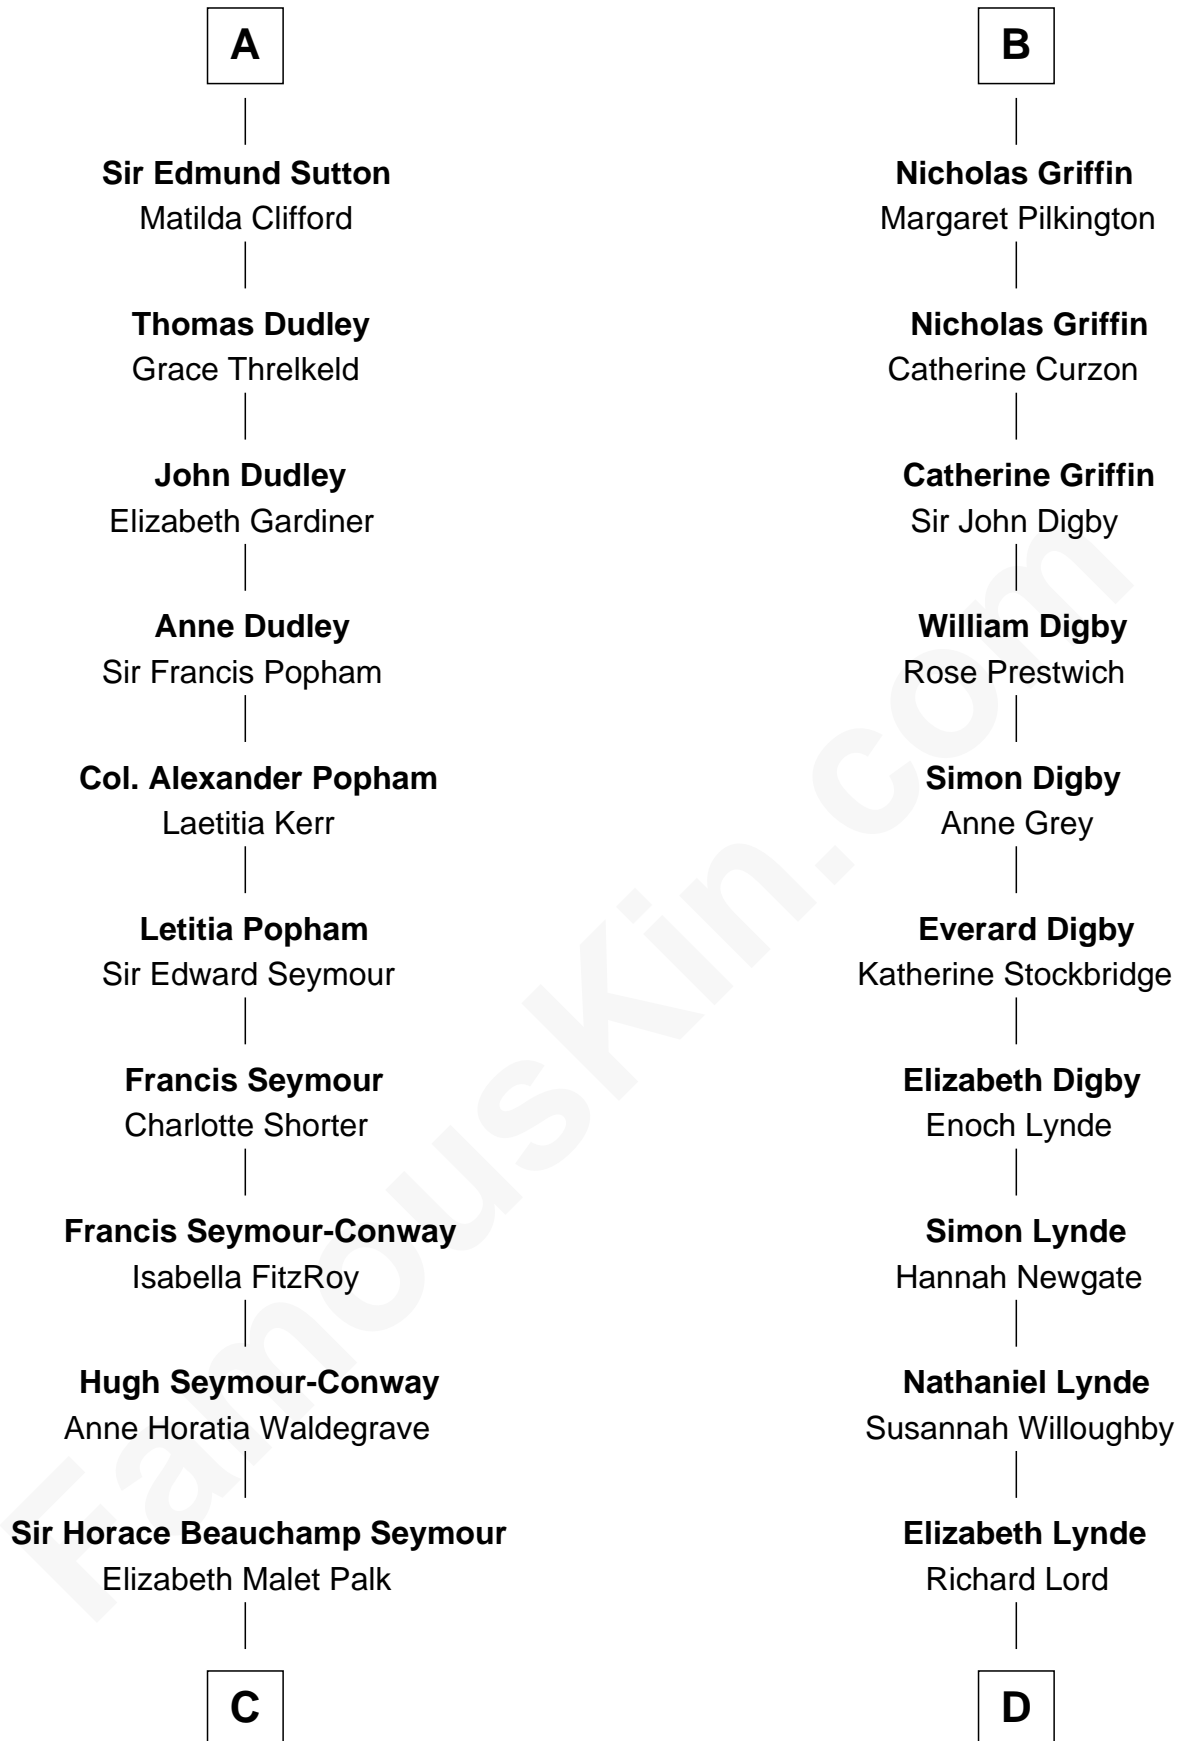 A
Sir Edmund Sutton
Matilda Clifford
Thomas Dudley
Grace Threlkeld
John Dudley
Elizabeth Gardiner
Anne Dudley
Sir Francis Popham
Col. Alexander Popham
Laetitia Kerr
Letitia Popham
Sir Edward Seymour
Francis Seymour
Charlotte Shorter
Francis Seymour-Conway
Isabella FitzRoy
Hugh Seymour-Conway
Anne Horatia Waldegrave
Sir Horace Beauchamp Seymour
Elizabeth Malet Palk
C
B
Nicholas Griffin
Margaret Pilkington
Nicholas Griffin
Catherine Curzon
Catherine Griffin
Sir John Digby
William Digby
Rose Prestwich
Simon Digby
Anne Grey
Everard Digby
Katherine Stockbridge
Elizabeth Digby
Enoch Lynde
Simon Lynde
Hannah Newgate
Nathaniel Lynde
Susannah Willoughby
Elizabeth Lynde
Richard Lord
D
FamousKin.com